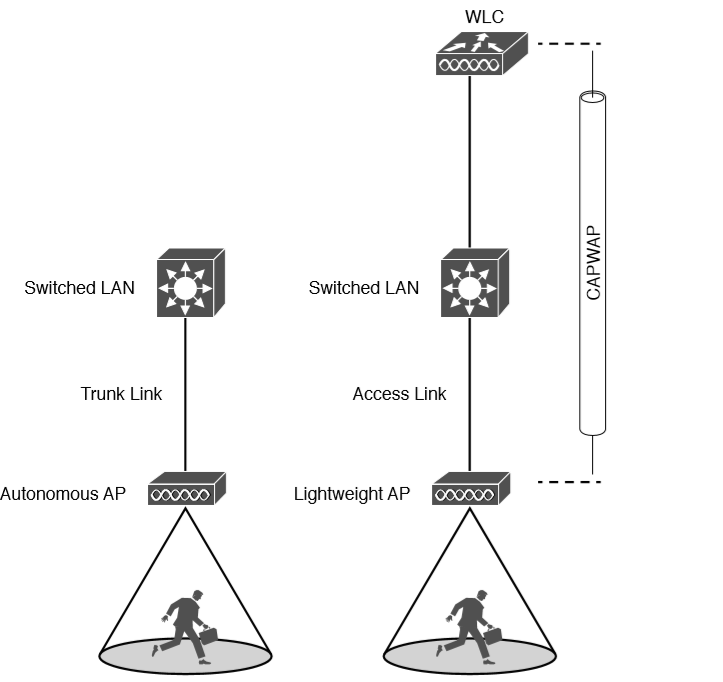 WLC
CAPWAP
Switched LAN
Switched LAN
Trunk Link
Access Link
Autonomous AP
Lightweight AP